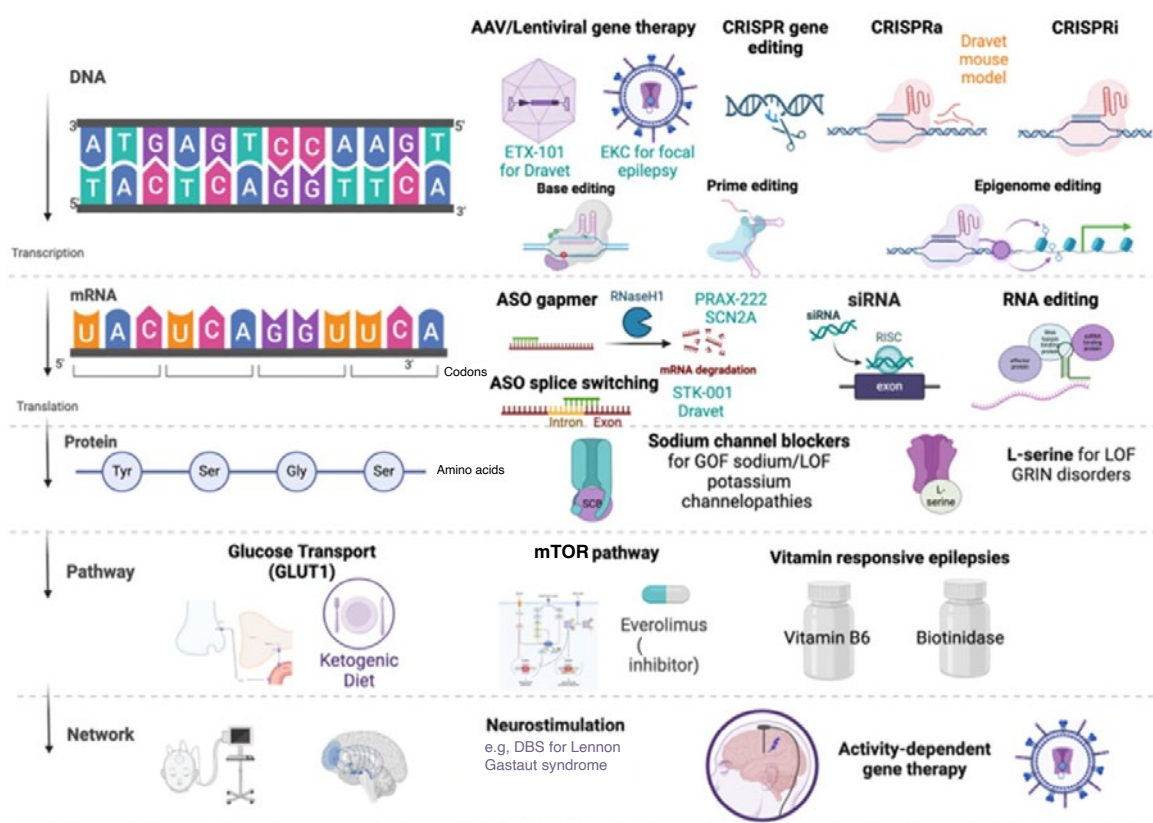 AAV/Lentiviral gene therapy
CRISPR gene
editing
CRISPRa
Dravet
mouse
model
CRISPRi
DNA
3'
5'
A T G A G T C C A A G T
T A C T C A G G T T C A
5'
3'
ETX-101
for Dravet
EKC for focal
epilepsy
Base editing
Prime editing
Epigenome editing
Transcription
mRNA
U A C U C A G G U U C A
5'
3'
Codons
ASO gapmer
RNaseH1
PRAX-222
SCN2A
mRNA degradation
siRNA
siRNA
RISC
exon
RNA editing
effector
protein
ASO splice switching
Intron
Exon
STK-001
Dravet
Translation
Protein
Tyr
Ser
Gly
Ser
Amino acids
SCB
Sodium channel blockers
for GOF sodium/LOF
potassium
channelopathies
L-
serine
L-serine for LOF
GRIN disorders
Pathway
Glucose Transport
(GLUT1)
Ketogenic
Diet
mTOR pathway
Everolimus
(
inhibitor)
Vitamin responsive epilepsies
Vitamin B6
Biotinidase
Network
Neurostimulation
e.g, DBS for Lennon
Gastaut syndrome
Activity-dependent
gene therapy